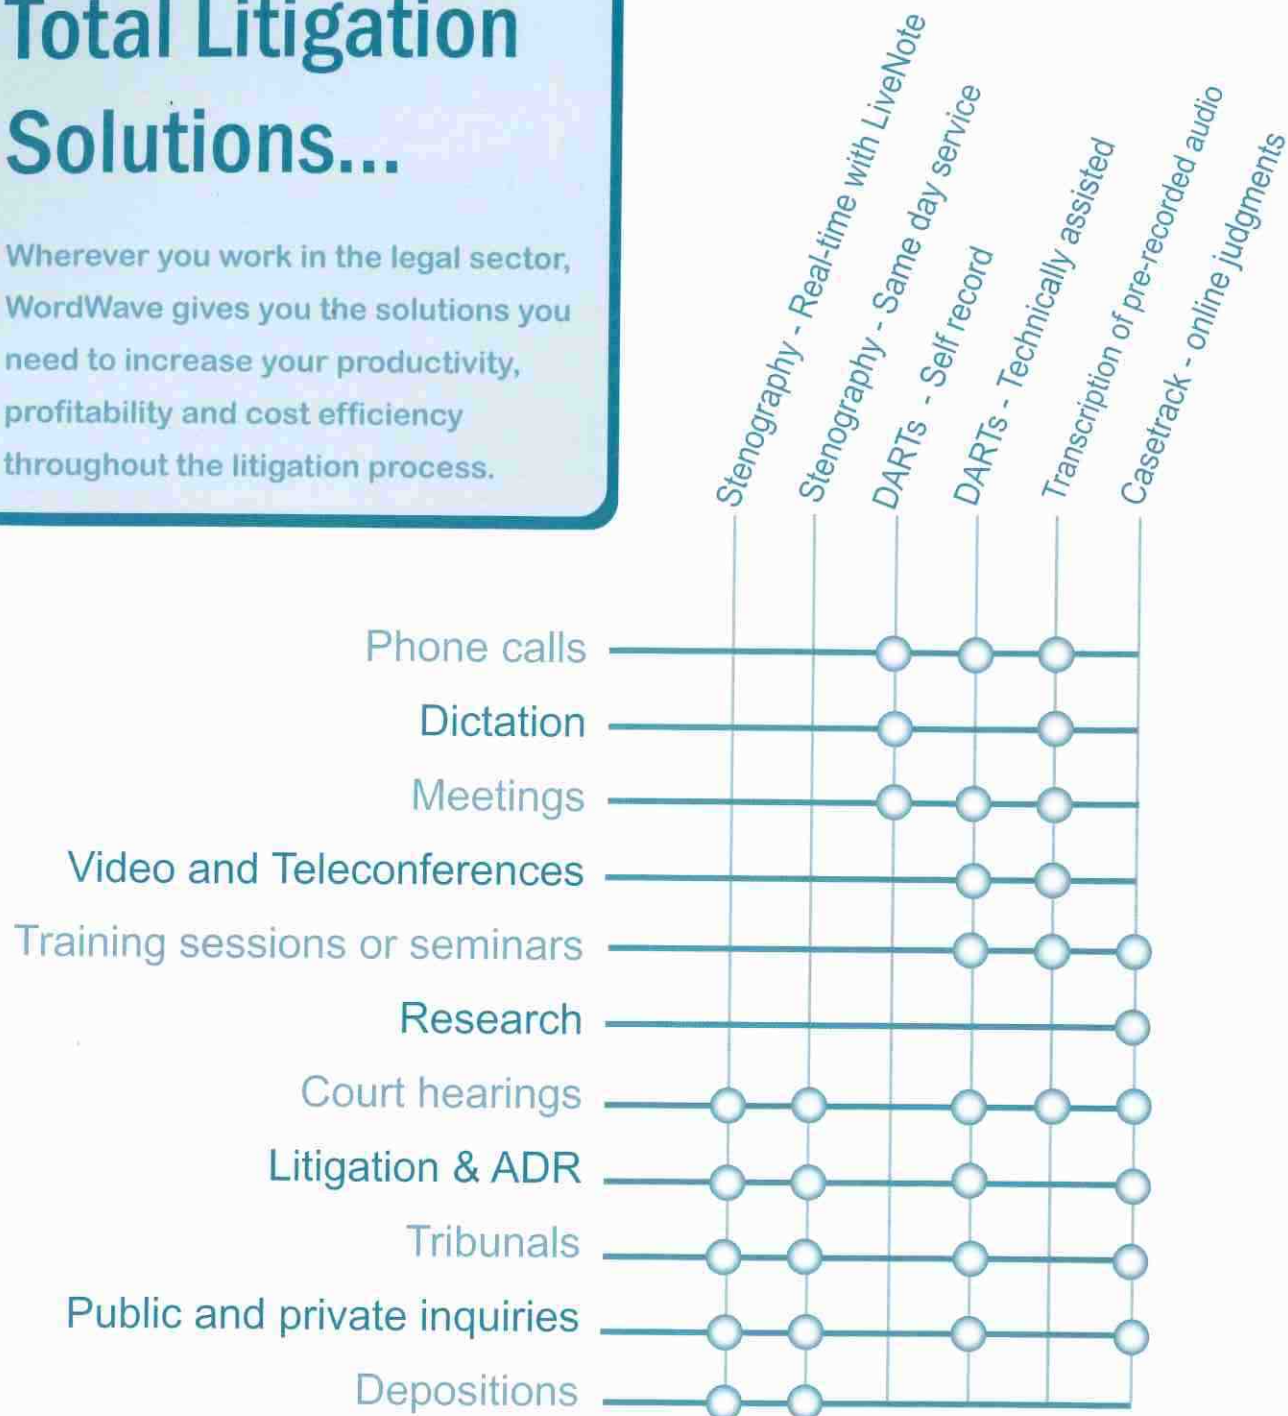 Total Litigation
Solutions...
Wherever you work in the legal sector,
WordWave gives you the solutions you
need to increase your productivity,
profitability and cost efficiency
throughout the litigation process.
Stenography - Real-time with LiveNote
Stenography - Same day service
DARTs - Self record
DARTs - Technically assisted
Transcription of pre-recorded audio
Casetrack - online judgments
Phone calls
Dictation
Meetings
Video and Teleconferences
Training sessions or seminars
Research
Court hearings
Litigation & ADR
Tribunals
Public and private inquiries
Depositions